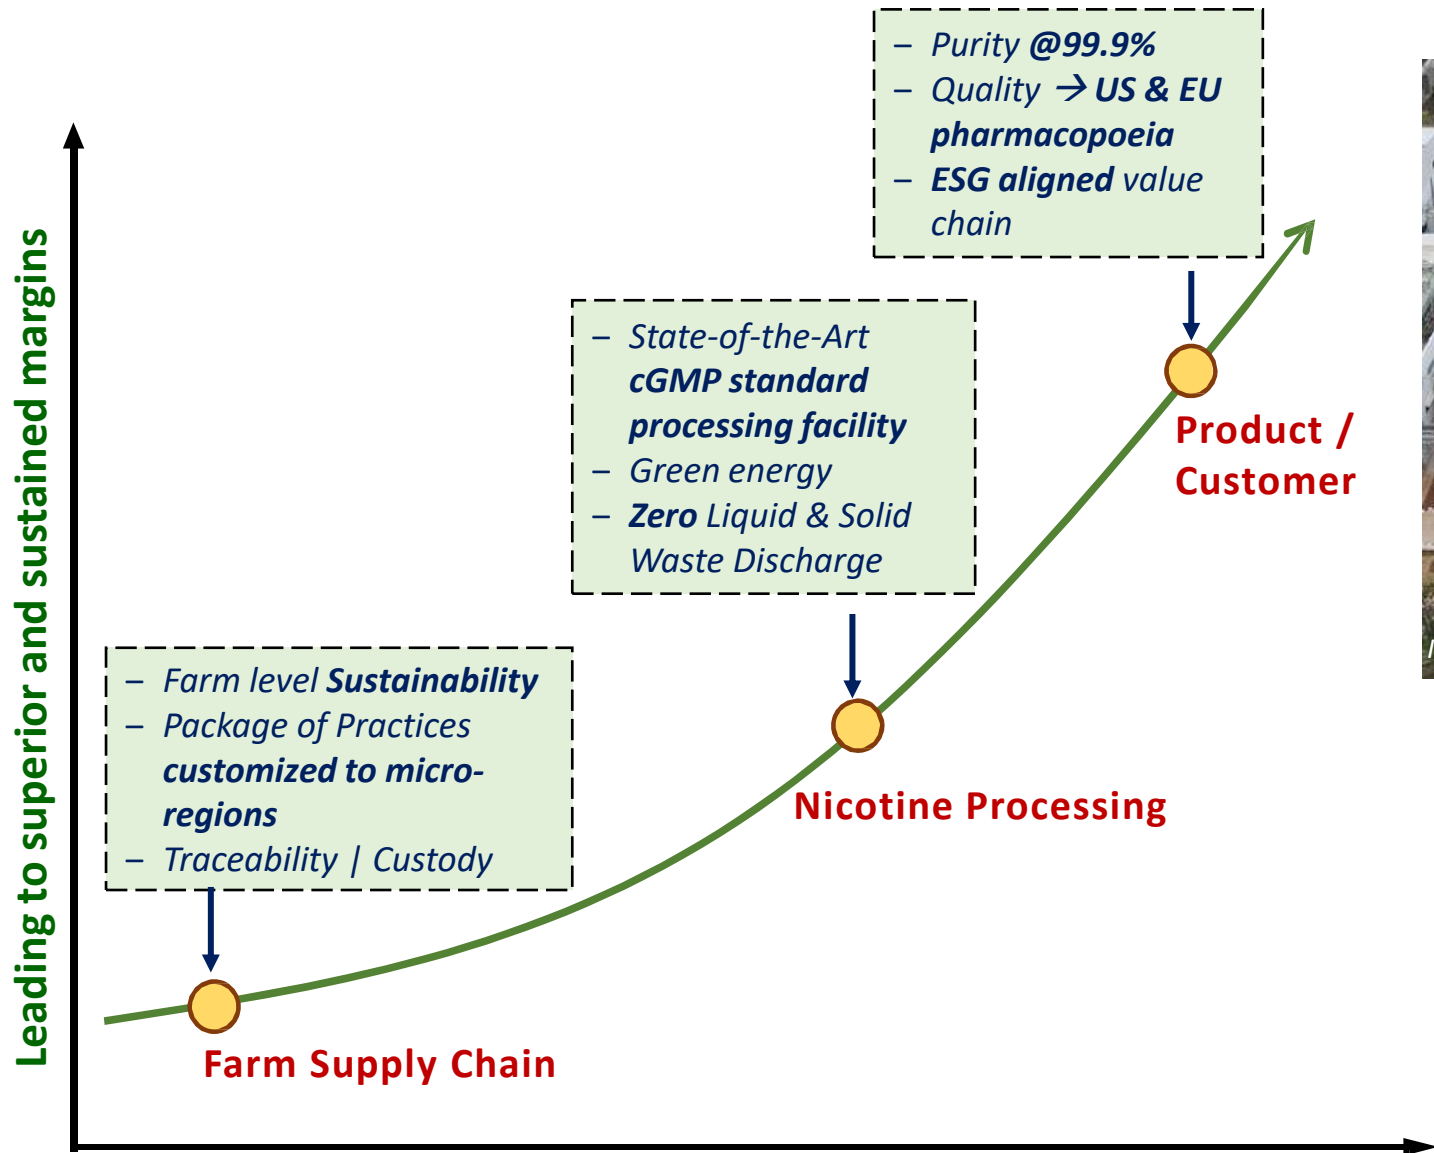 – Purity @99.9%
– Quality → US & EU
pharmacopoeia
– ESG aligned value
chain
Leading to superior and sustained margins
– State-of-the-Art
cGMP standard
processing facility
– Green energy
– Zero Liquid & Solid
Waste Discharge
Product /
Customer
– Farm level Sustainability
– Package of Practices
customized to micro-
regions
– Traceability | Custody
Nicotine Processing
Farm Supply Chain